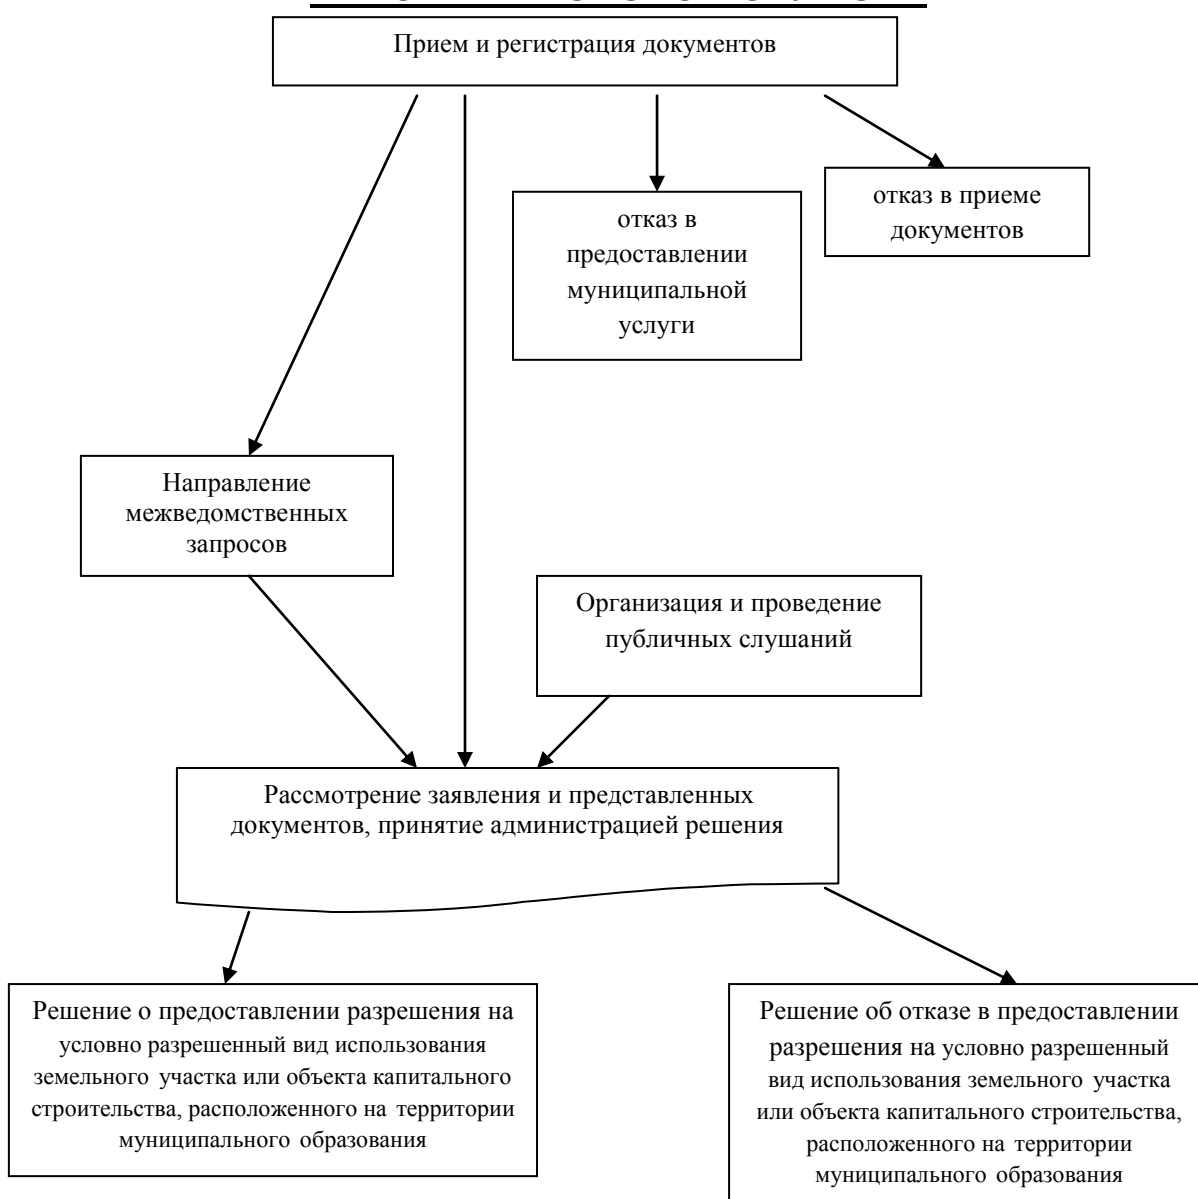 Прием и регистрация документов
отказ в приеме
документов
отказ в
предоставлении
муниципальной
услуги
Направление
межведомственных
запросов
Организация и проведение
публичных слушаний
Рассмотрение заявления и представленных
документов, принятие администрацией решения
Решение о предоставлении разрешения на
условно разрешенный вид использования
земельного участка или объекта капитального
строительства, расположенного на территории
муниципального образования
Решение об отказе в предоставлении
разрешения на условно разрешенный
вид использования земельного участка
или объекта капитального строительства,
расположенного на территории
муниципального образования